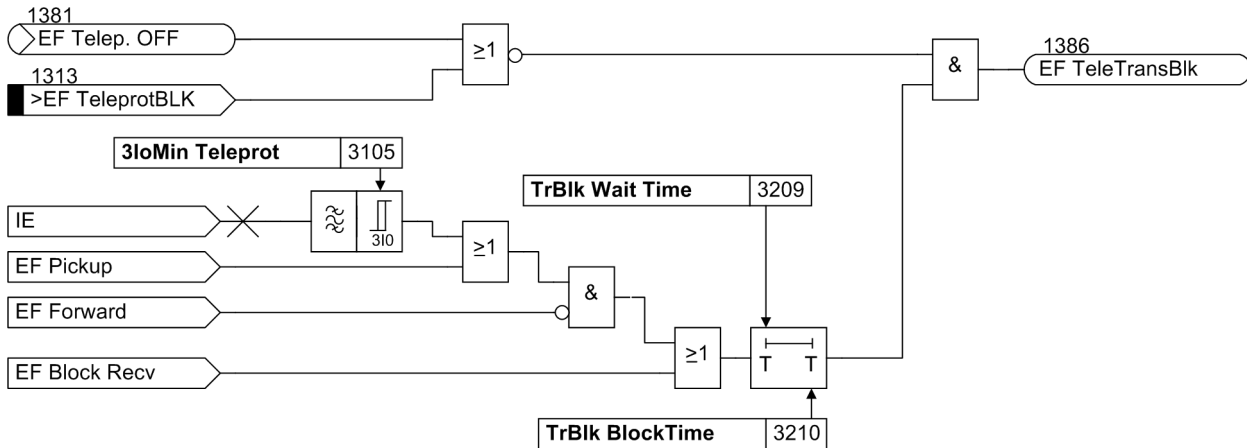 1381
EF Telep. OFF
≥1
1386
EF TeleTransBlk
&
1313
>EF TeleprotBLK
3IoMin Teleprot 3105
TrBlk Wait Time 3209
IE
3I0
≥1
EF Pickup
&
EF Forward
≥1
T T
EF Block Recv
TrBlk BlockTime 3210